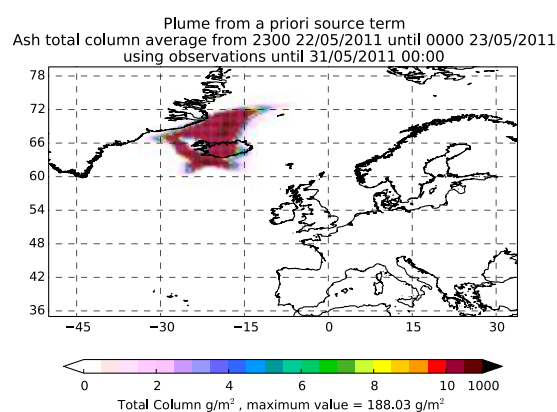 Plume from a priori source term
Ash total column average from 2300 22/05/2011 until 0000 23/05/2011
using observations until 31/05/2011 00:00
78
72
66
60
54
48
42
36
−45 −30 −15 0 15 30
0 2 4 6 8 10 1000
Total Column g/m² , maximum value = 188.03 g/m²